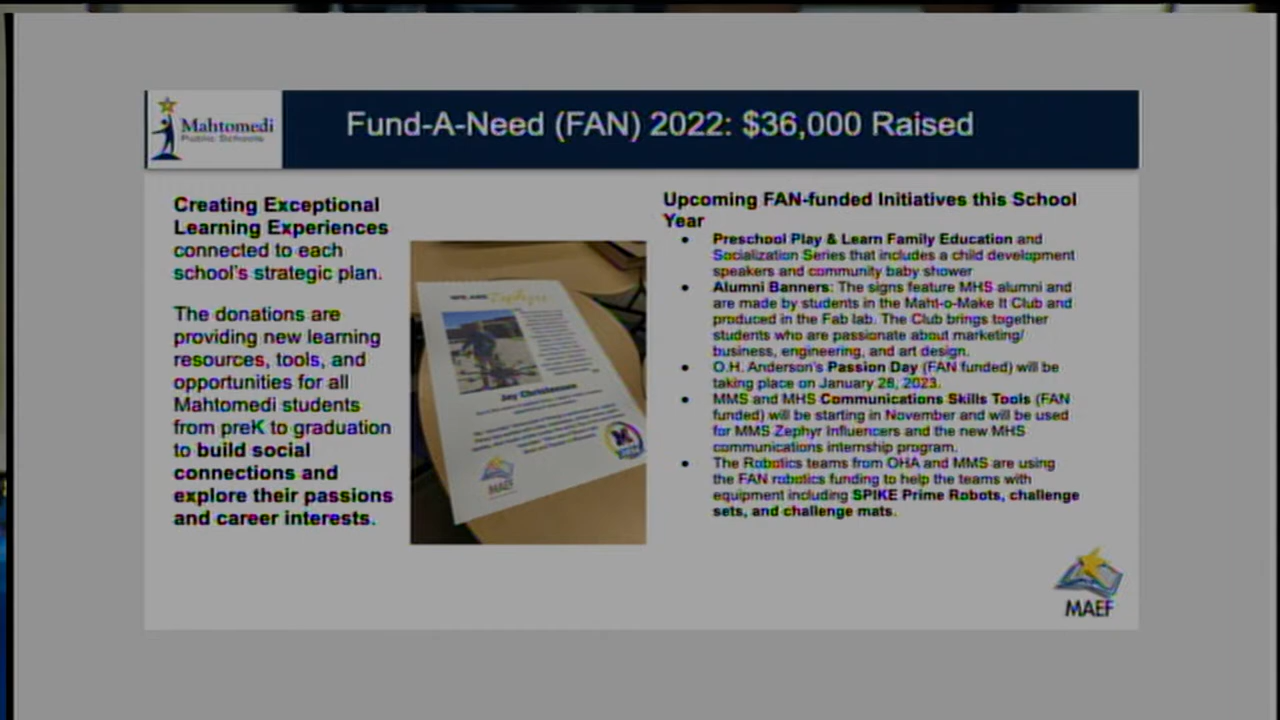 Mahtomedi
Public Schools
Fund-A-Need (FAN) 2022: $36,000 Raised
Creating Exceptional
Learning Experiences
connected to each
school's strategic plan.
The donations are
providing new learning
resources, tools, and
opportunities for all
Mahtomedi students
from preK to graduation
to build social
connections and
explore their passions
and career interests.
WE ARE
Zephyrs
Joy Christensen
M
MAEF
Upcoming FAN-funded Initiatives this School
Year
● Preschool Play & Learn Family Education and
Socialization Series that includes a child development
speakers and community baby shower
● Alumni Banners: The signs feature MHS alumni and
are made by students in the Maht-o-Make It Club and
produced in the Fab lab. The Club brings together
students who are passionate about marketing/
business, engineering, and art design.
● O.H. Anderson's Passion Day (FAN funded) will be
taking place on January 28, 2023.
● MMS and MHS Communications Skills Tools (FAN
funded) will be starting in November and will be used
for MMS Zephyr Influencers and the new MHS
communications internship program.
● The Robotics teams from OHA and MMS are using
the FAN robotics funding to help the teams with
equipment including SPIKE Prime Robots, challenge
sets, and challenge mats.
MAEF